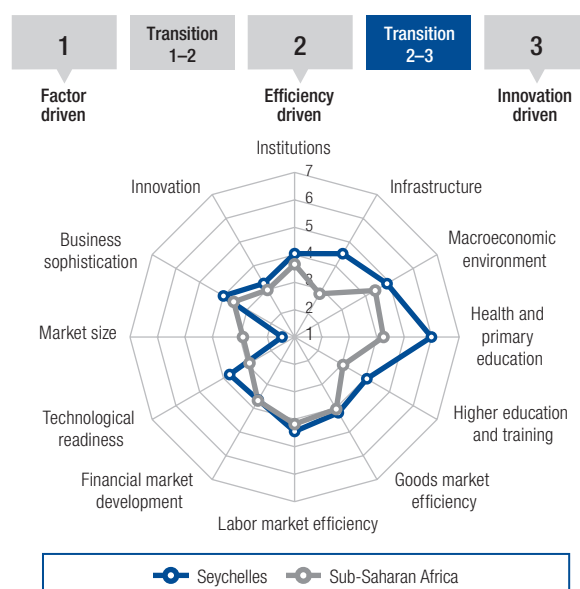 1
Transition
1–2
2
Transition
2–3
3
Factor
driven
Efficiency
driven
Innovation
driven
Institutions
Infrastructure
Macroeconomic
environment
Health and
primary
education
Higher education
and training
Goods market
efficiency
Labor market efficiency
Financial market
development
Technological
readiness
Market size
Business
sophistication
Innovation
7
6
5
4
3
2
1
Seychelles
Sub-Saharan Africa